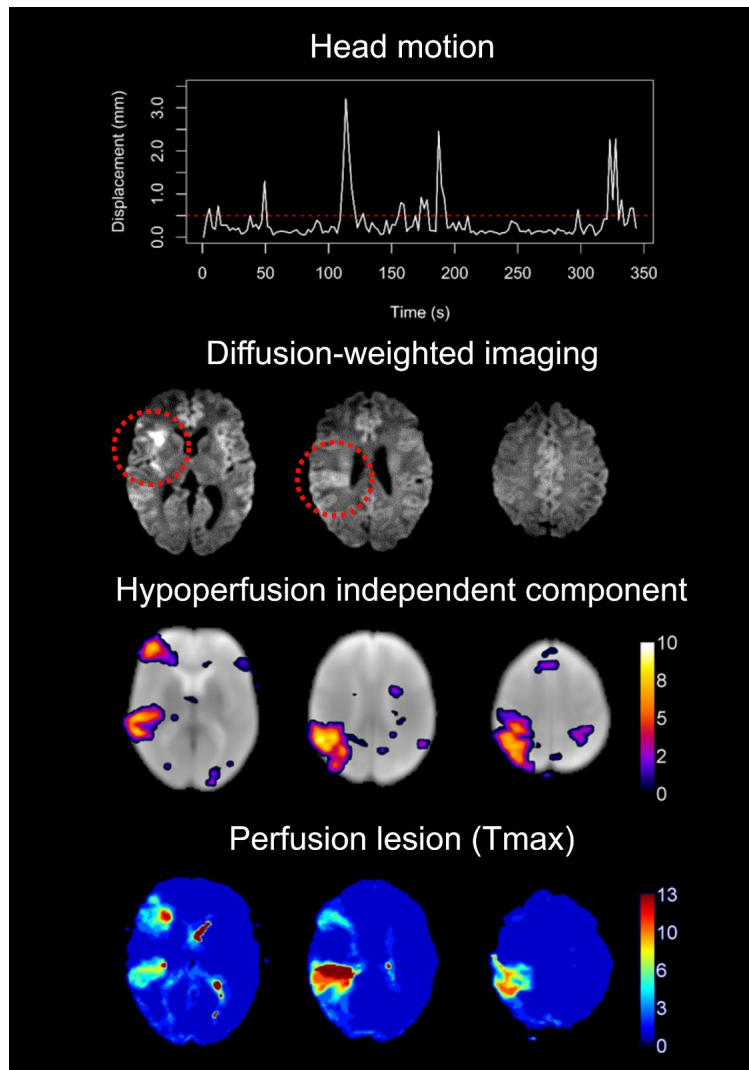 Head motion
Displacement (mm)
3.0
2.0
1.0
0.0
0 50 100 150 200 250 300 350
Time (s)
Diffusion-weighted imaging
Hypoperfusion independent component
10
8
5
2
0
Perfusion lesion (Tmax)
13
10
6
3
0